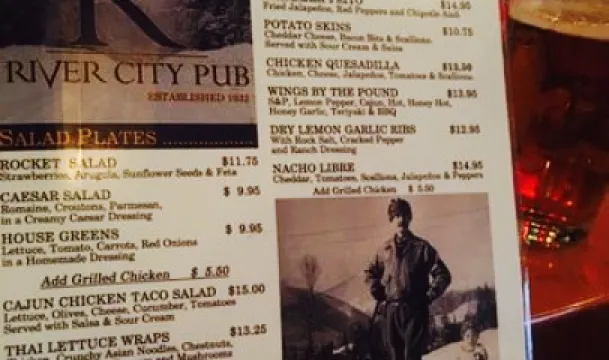 R
RIVER CITY PUB
ESTABLISHED 1932
SALAD PLATES
ROCKET SALAD $11.75
Strawberries, Arugula, Sunflower Seeds & Feta
CAESAR SALAD $ 9.95
Romaine, Croutons, Parmesan,
in a Creamy Caesar Dressing
HOUSE GREENS $ 9.95
Lettuce, Tomato, Carrots, Red Onions
in a Homemade Dressing
Add Grilled Chicken $ 5.50
CAJUN CHICKEN TACO SALAD $15.00
Lettuce, Olives, Cheese, Cucumber, Tomatoes
Served with Salsa & Sour Cream
THAI LETTUCE WRAPS $13.25
Chicken, Crunchy Asian Noodles, Chestnuts,
and Mushrooms
$14.95
Fried Jalapeños, Red Peppers and Chipotle Aioli
POTATO SKINS $10.75
Cheddar Cheese, Bacon Bits & Scallions.
Served with Sour Cream & Salsa
CHICKEN QUESADILLA
Chicken, Cheese, Jalapeños, Tomatoes & Scallions.
WINGS BY THE POUND $13.95
S&P, Lemon Pepper, Cajun, Hot, Honey Hot,
Honey Garlic, Teriyaki & BBQ
DRY LEMON GARLIC RIBS $12.95
With Rock Salt, Cracked Pepper
and Ranch Dressing
NACHO LIBRE $14.95
Cheddar, Tomatoes, Scallions, Jalapeños & Peppers
Add Grilled Chicken $ 5.50